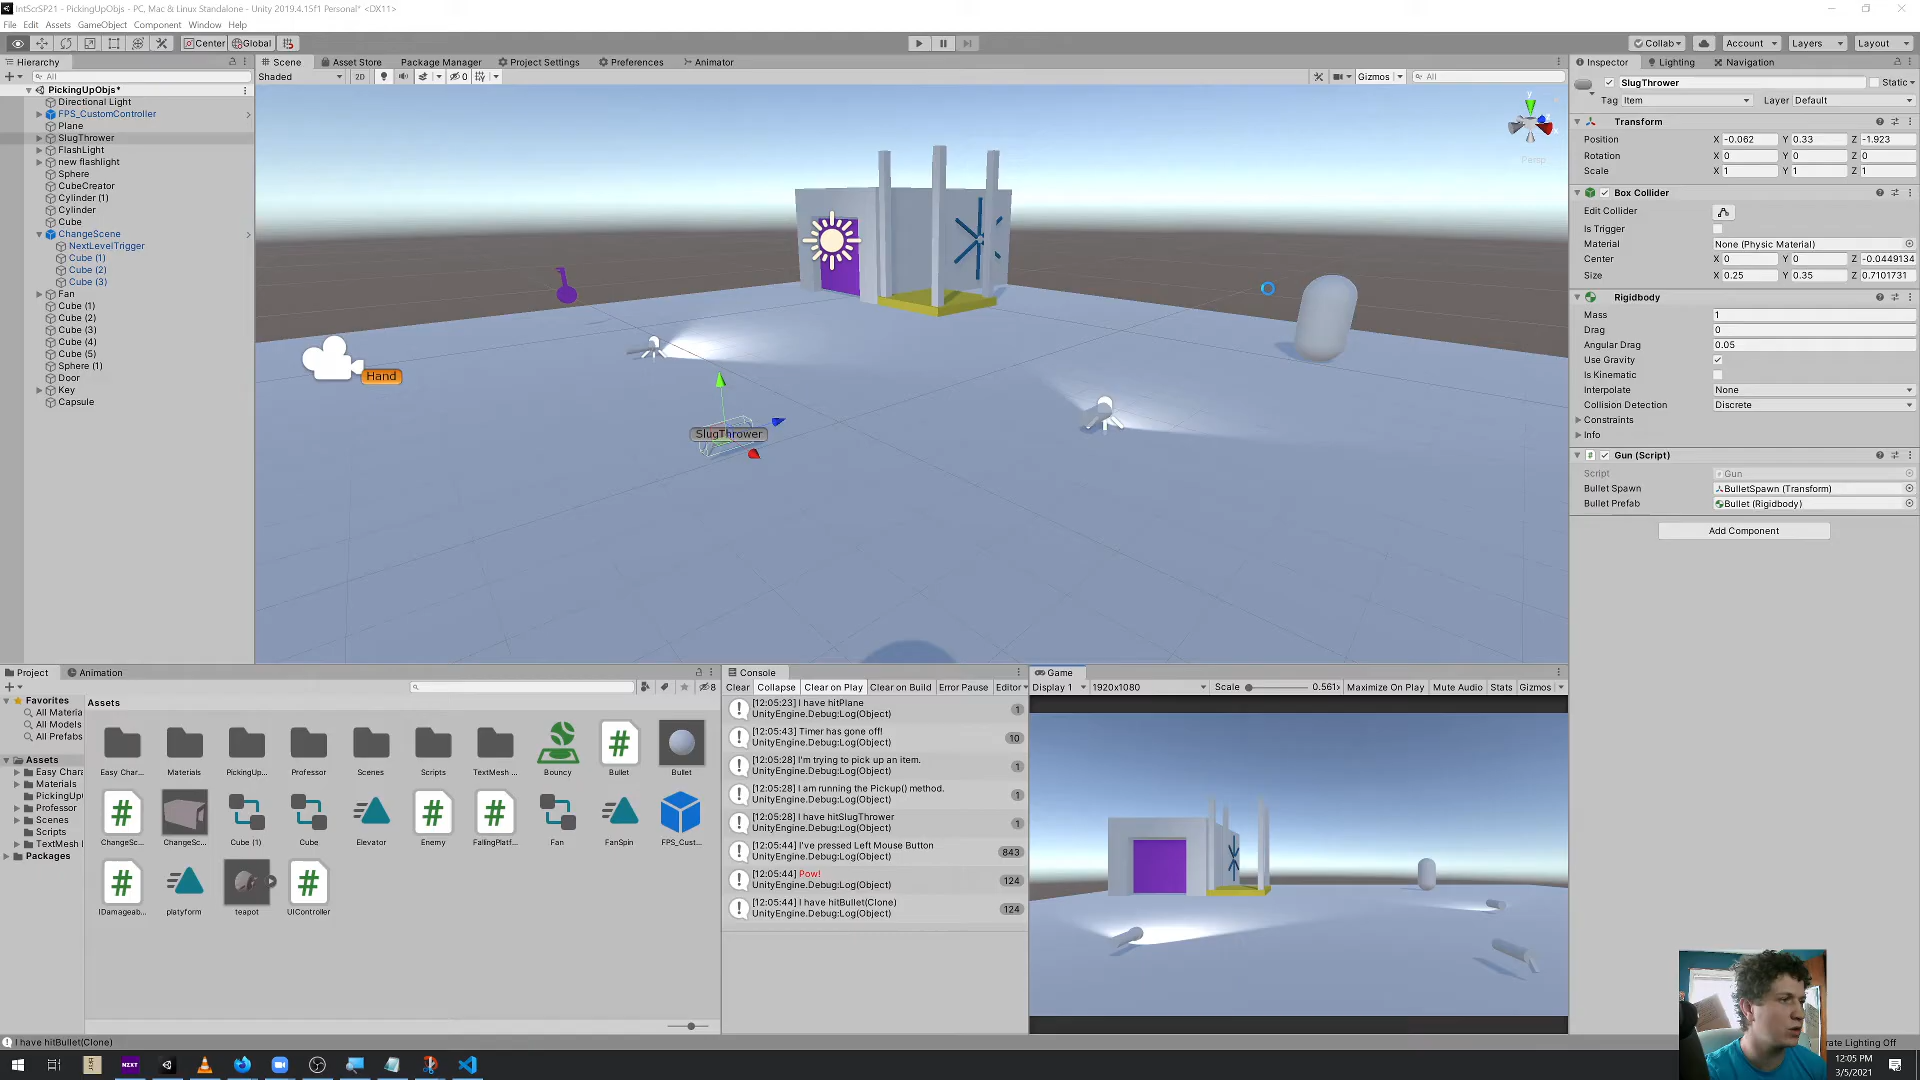 IntScrSP21 - PickingUpObjs - PC, Mac & Linux Standalone - Unity 2019.4.15f1 Personal* <DX11>
File Edit Assets GameObject Component Window Help
Center Global
Collab Account Layers Layout
Hierarchy
All
PickingUpObjs*
Directional Light
FPS_CustomController
Plane
SlugThrower
FlashLight
new flashlight
Sphere
CubeCreator
Cylinder (1)
Cylinder
Cube
ChangeScene
NextLevelTrigger
Cube (1)
Cube (2)
Cube (3)
Fan
Cube (1)
Cube (2)
Cube (3)
Cube (4)
Cube (5)
Sphere (1)
Door
Key
Capsule
Scene Asset Store Package Manager Project Settings Preferences Animator
Shaded 2D 0 Gizmos All
y
Persp
Hand
SlugThrower
Inspector Lighting Navigation
SlugThrower Static
Tag Item Layer Default
Transform
Position X -0.062 Y 0.33 Z -1.923
Rotation X 0 Y 0 Z 0
Scale X 1 Y 1 Z 1
Box Collider
Edit Collider
Is Trigger
Material None (Physic Material)
Center X 0 Y 0 Z -0.0449134
Size X 0.25 Y 0.35 Z 0.7101731
Rigidbody
Mass 1
Drag 0
Angular Drag 0.05
Use Gravity
Is Kinematic
Interpolate None
Collision Detection Discrete
Constraints
Info
Gun (Script)
Script Gun
Bullet Spawn BulletSpawn (Transform)
Bullet Prefab Bullet (Rigidbody)
Add Component
Project Animation
8
Favorites
All Materia
All Models
All Prefabs
Assets
Easy Chara
Materials
PickingUp
Professor
Scenes
Scripts
TextMesh
Packages
Assets
Easy Char... Materials PickingUp... Professor Scenes Scripts TextMesh ... Bouncy Bullet Bullet
ChangeSc... ChangeSc... Cube (1) Cube Elevator Enemy FallingPlatf... Fan FanSpin FPS_Cust...
IDamageab... platyform teapot UIController
Console
Clear Collapse Clear on Play Clear on Build Error Pause Editor
[12:05:23] I have hitPlane
UnityEngine.Debug:Log(Object)
1
[12:05:43] Timer has gone off!
UnityEngine.Debug:Log(Object)
10
[12:05:28] I'm trying to pick up an item.
UnityEngine.Debug:Log(Object)
1
[12:05:28] I am running the Pickup() method.
UnityEngine.Debug:Log(Object)
1
[12:05:28] I have hitSlugThrower
UnityEngine.Debug:Log(Object)
1
[12:05:44] I've pressed Left Mouse Button
UnityEngine.Debug:Log(Object)
843
[12:05:44] Pow!
UnityEngine.Debug:Log(Object)
124
[12:05:44] I have hitBullet(Clone)
UnityEngine.Debug:Log(Object)
124
Game
Display 1 1920x1080 Scale 0.561x Maximize On Play Mute Audio Stats Gizmos
I have hitBullet(Clone)
rate Lighting Off
NZXT
12:05 PM
3/5/2021